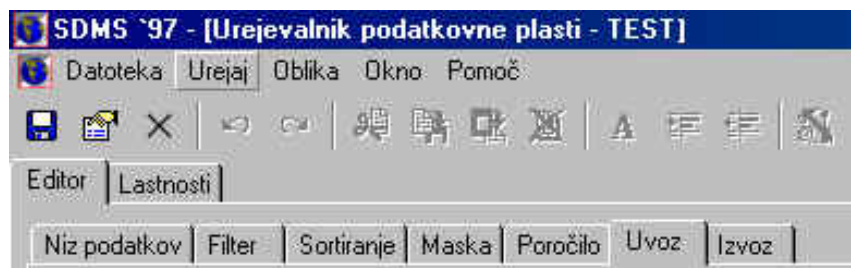 SDMS `97 - [Urejevalnik podatkovne plasti - TEST]
Datoteka Urejaj Oblika Okno Pomoč
A
Editor Lastnosti
Niz podatkov Filter Sortiranje Maska Poročilo Uvoz Izvoz